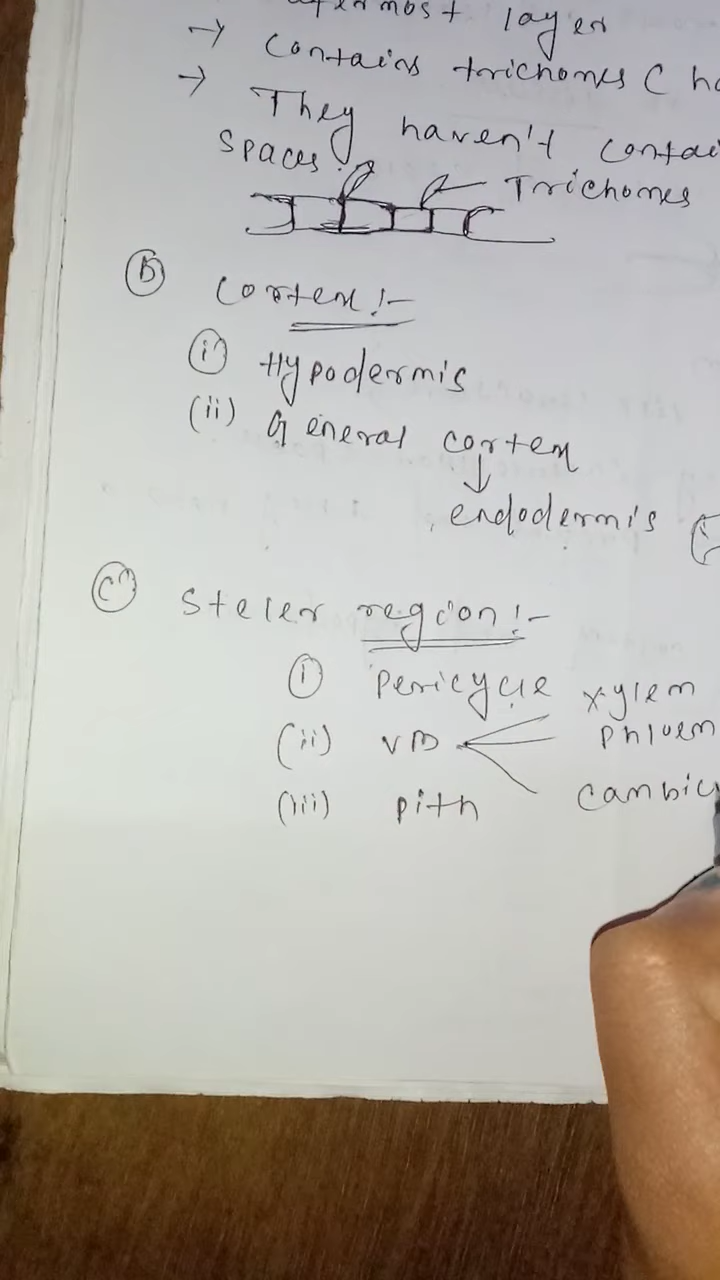 layer
→ Contains trichomes (
→ They haven't
spaces.
Trichomes
(B) Cortex :-
(i) Hypodermis
(ii) General cortex
↓
endodermis
(C) Steler region :-
(i) Pericycle xylem
(ii) VB
(iii) pith